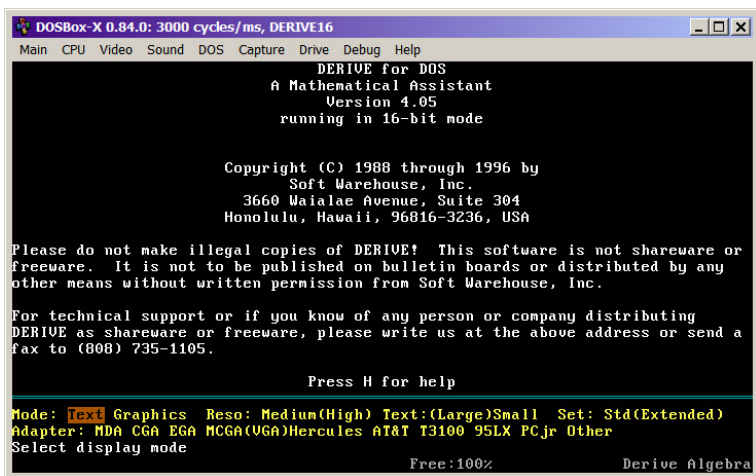 DOSBox-X 0.84.0: 3000 cycles/ms, DERIVE16
Main CPU Video Sound DOS Capture Drive Debug Help
DERIVE for DOS
A Mathematical Assistant
Version 4.05
running in 16-bit mode
Copyright (C) 1988 through 1996 by
Soft Warehouse, Inc.
3660 Waialae Avenue, Suite 304
Honolulu, Hawaii, 96816-3236, USA
Please do not make illegal copies of DERIVE! This software is not shareware or
freeware. It is not to be published on bulletin boards or distributed by any
other means without written permission from Soft Warehouse, Inc.
For technical support or if you know of any person or company distributing
DERIVE as shareware or freeware, please write us at the above address or send a
fax to (808) 735-1105.
Press H for help
Mode: Text Graphics Reso: Medium(High) Text:(Large)Small Set: Std(Extended)
Adapter: MDA CGA EGA MCGA(VGA)Hercules AT&T T3100 95LX PCjr Other
Select display mode
Free:100% Derive Algebra